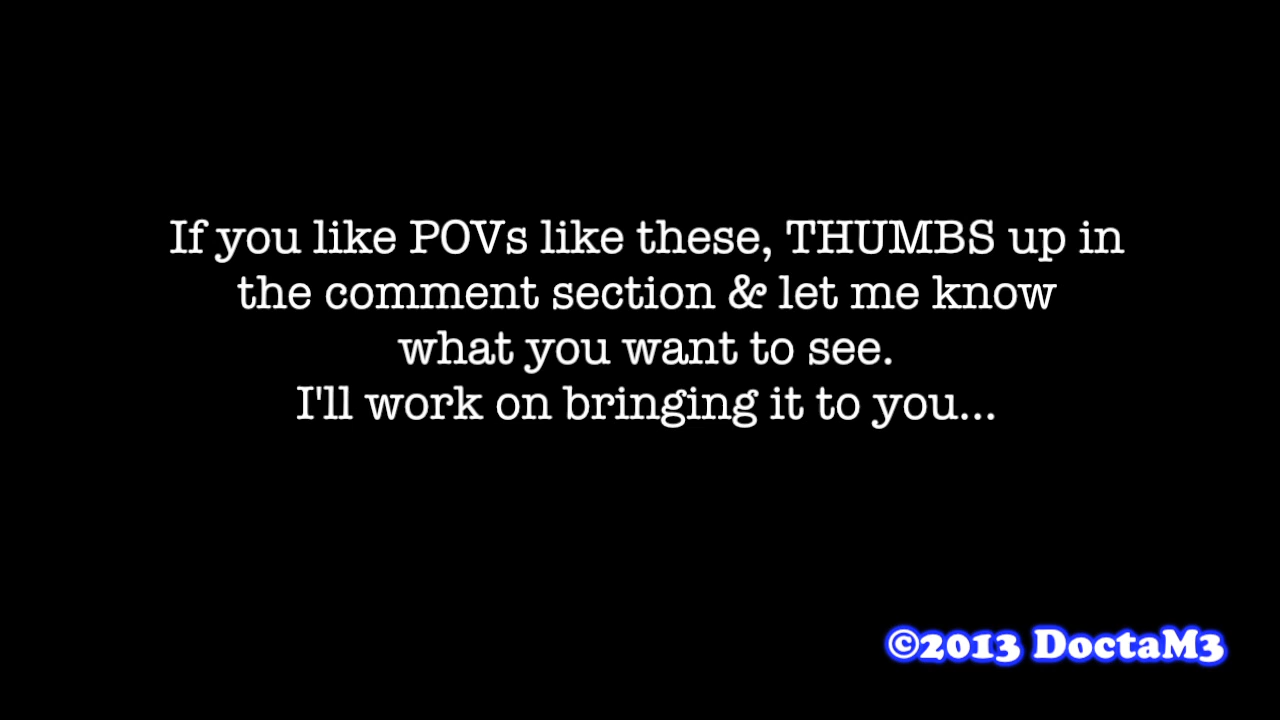 If you like POVs like these, THUMBS up in
the comment section & let me know
what you want to see.
I'll work on bringing it to you...
©2013 DoctaM3